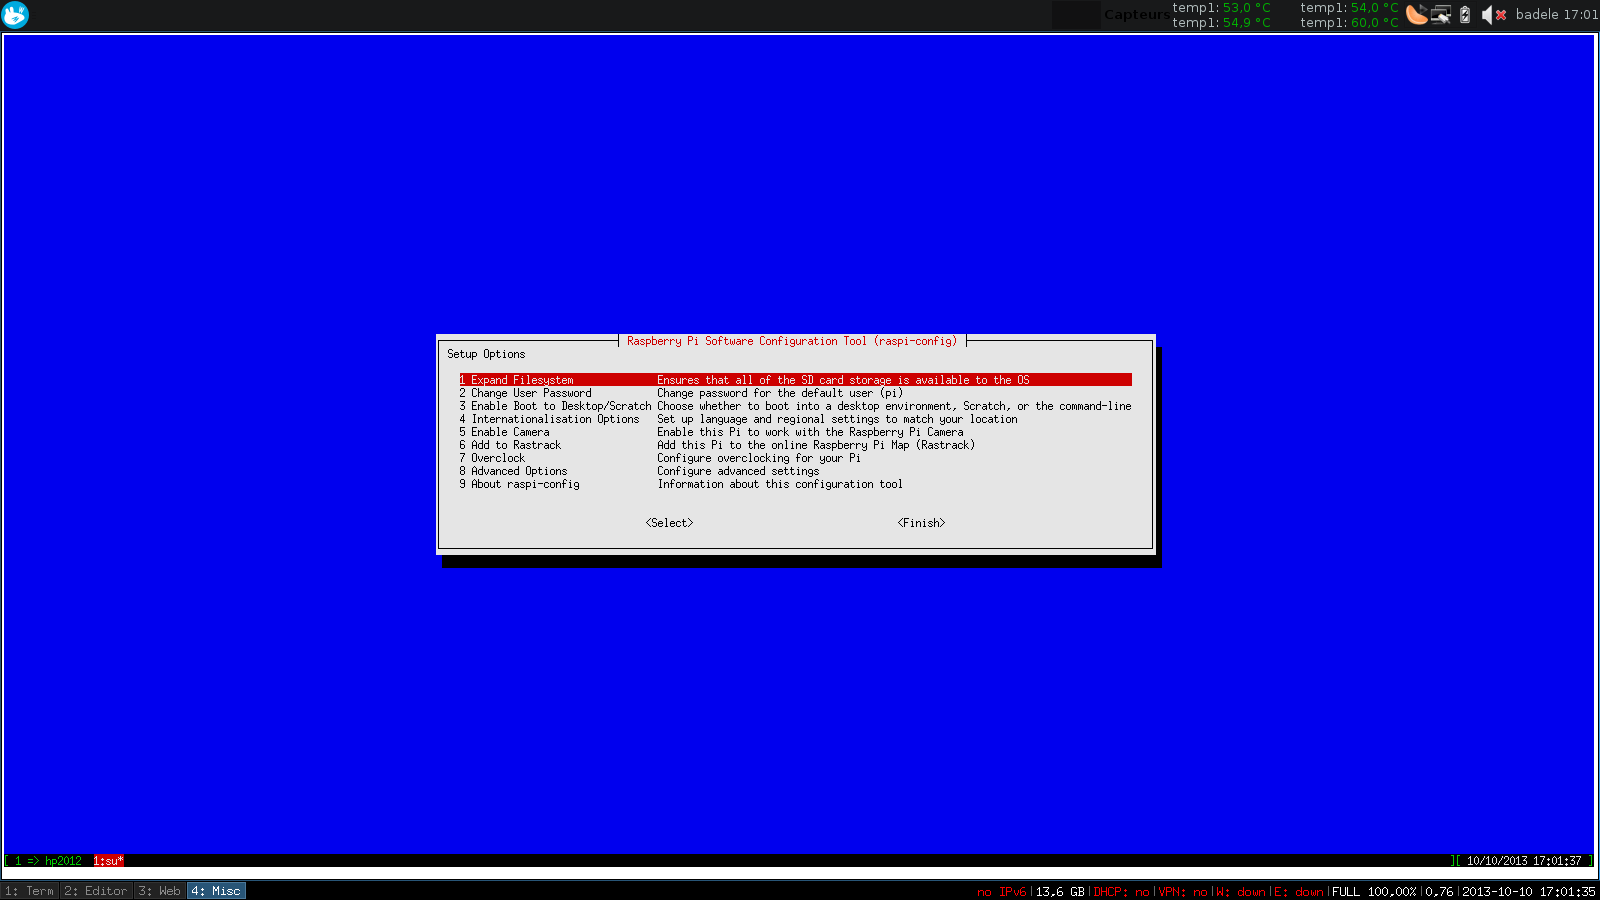 Capteurs temp1: 53,0 °C temp1: 54,0 °C
temp1: 54,9 °C temp1: 60,0 °C
badele 17:01
Raspberry Pi Software Configuration Tool (raspi-config)
Setup Options
1 Expand Filesystem Ensures that all of the SD card storage is available to the OS
2 Change User Password Change password for the default user (pi)
3 Enable Boot to Desktop/Scratch Choose whether to boot into a desktop environment, Scratch, or the command-line
4 Internationalisation Options Set up language and regional settings to match your location
5 Enable Camera Enable this Pi to work with the Raspberry Pi Camera
6 Add to Rastrack Add this Pi to the online Raspberry Pi Map (Rastrack)
7 Overclock Configure overclocking for your Pi
8 Advanced Options Configure advanced settings
9 About raspi-config Information about this configuration tool
<Select> <Finish>
[ 1 => hp2012 1:su* ][ 10/10/2013 17:01:37 ]
1: Term 2: Editor 3: Web 4: Misc no IPv6|13,6 GB|DHCP: no|VPN: no|W: down|E: down|FULL 100,00%|0,76|2013-10-10 17:01:35